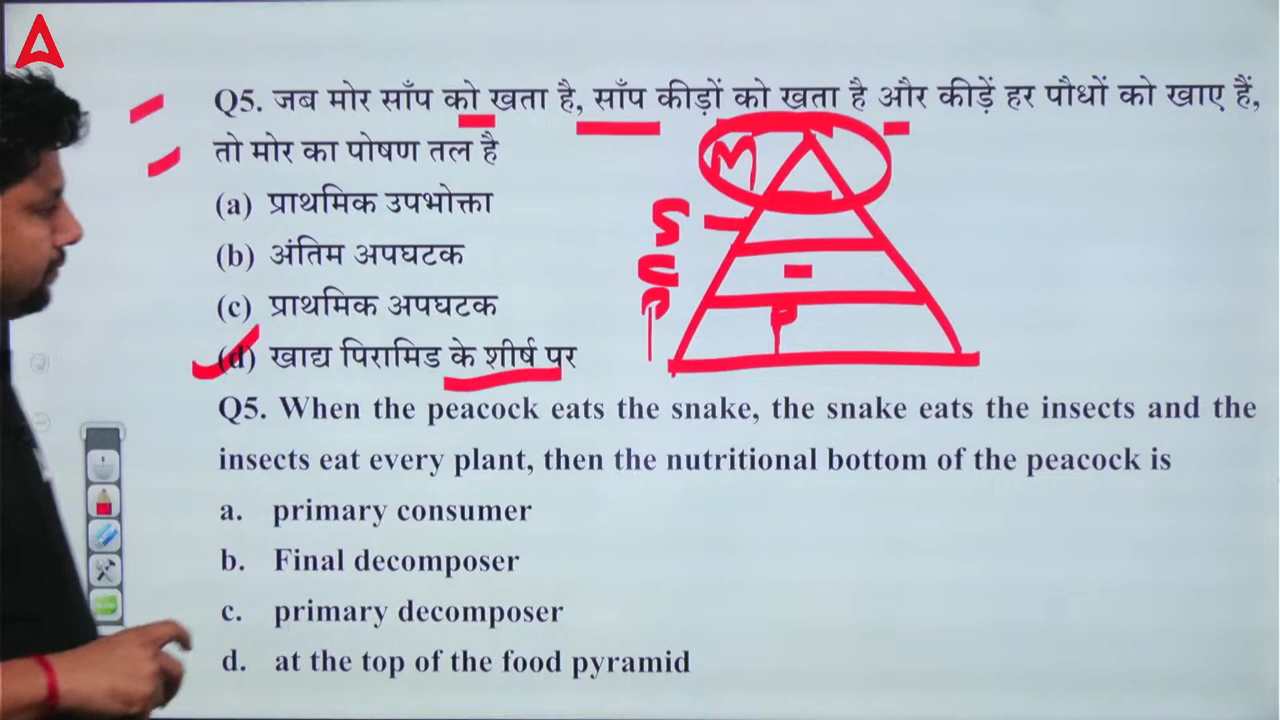 Q5. जब मोर साँप को खता है, साँप कीड़ों को खता है और कीड़ें हर पौधों को खाए हैं,
तो मोर का पोषण तल है
(a) प्राथमिक उपभोक्ता
(b) अंतिम अपघटक
(c) प्राथमिक अपघटक
(d) खाद्य पिरामिड के शीर्ष पर
M
S
P
Q5. When the peacock eats the snake, the snake eats the insects and the
insects eat every plant, then the nutritional bottom of the peacock is
a. primary consumer
b. Final decomposer
c. primary decomposer
d. at the top of the food pyramid